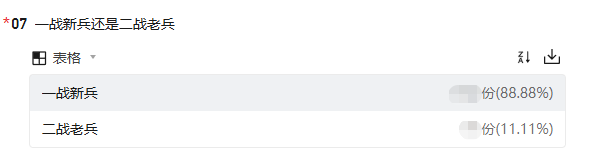 *07 一战新兵还是二战老兵
表格
一战新兵 份(88.88%)
二战老兵 份(11.11%)